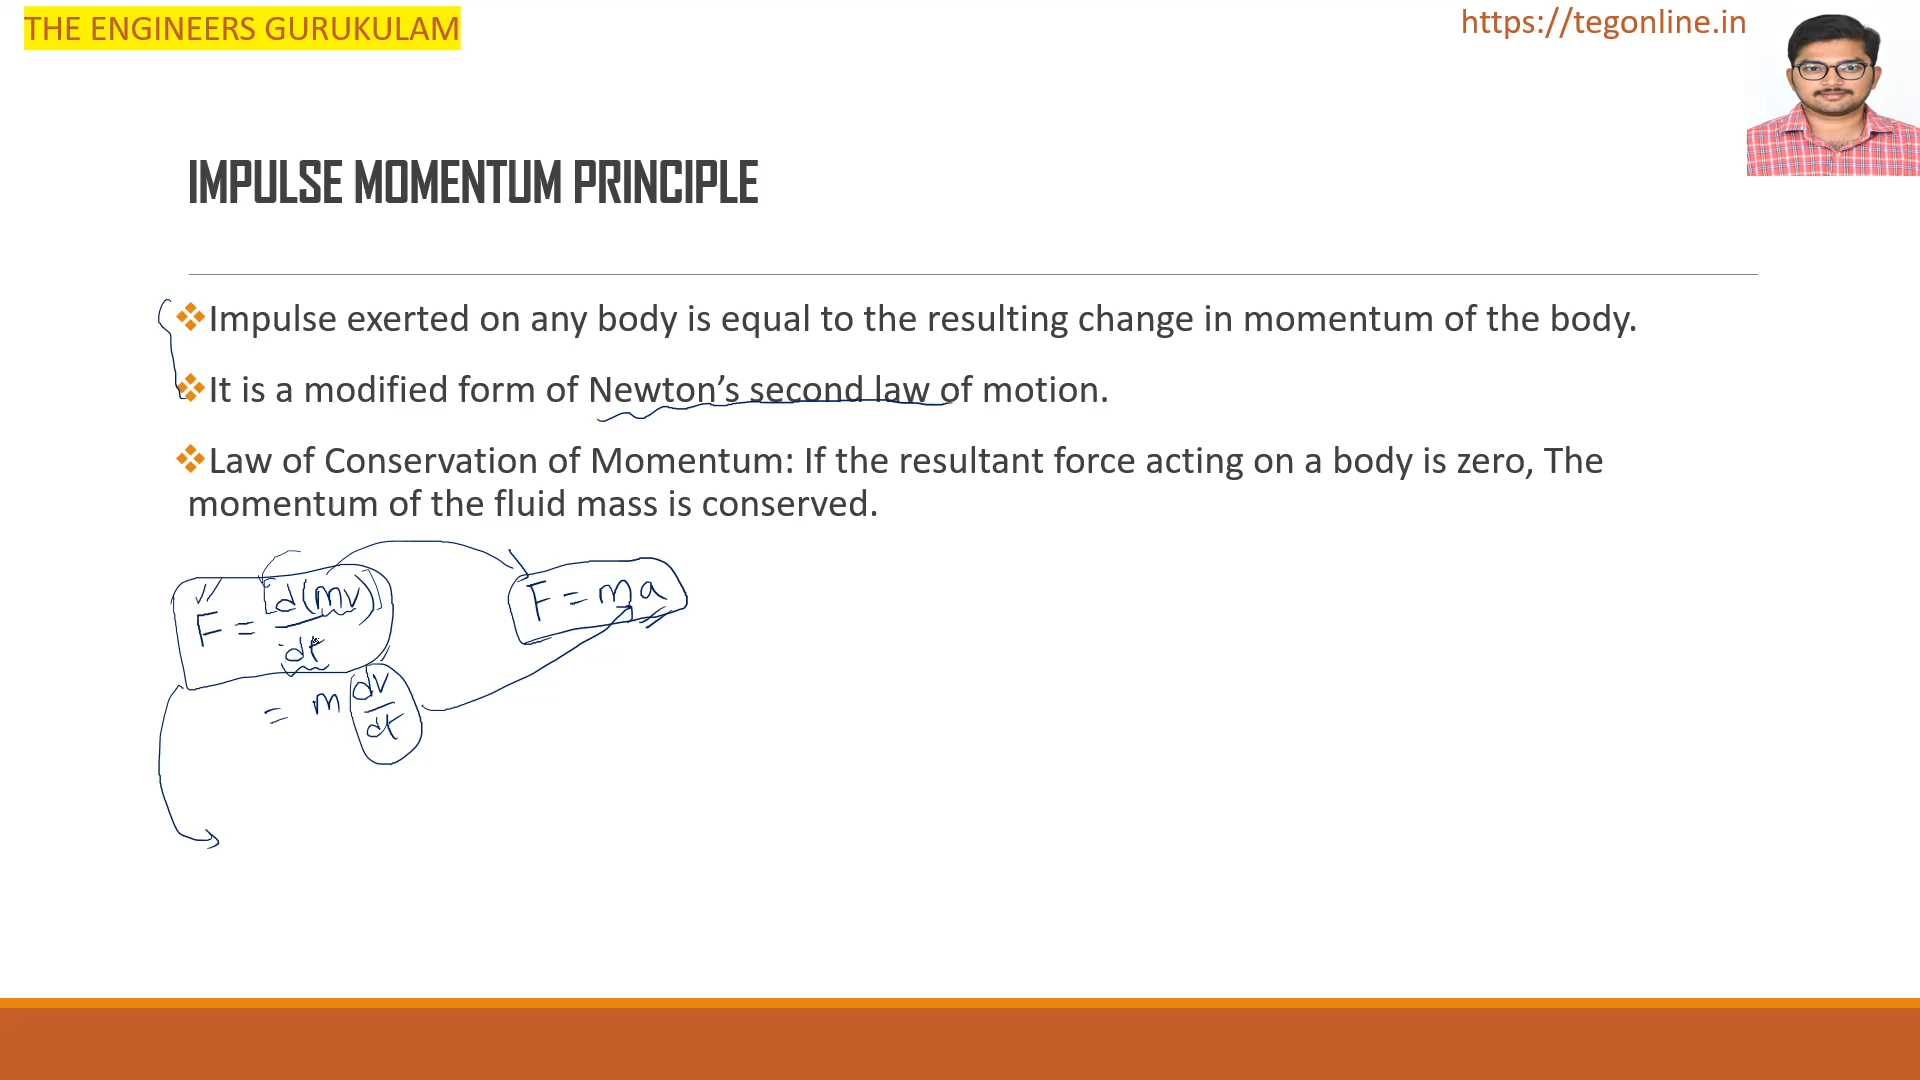 THE ENGINEERS GURUKULAM
https://tegonline.in
IMPULSE MOMENTUM PRINCIPLE
❖Impulse exerted on any body is equal to the resulting change in momentum of the body.
❖It is a modified form of Newton’s second law of motion.
❖Law of Conservation of Momentum: If the resultant force acting on a body is zero, The
momentum of the fluid mass is conserved.
F = d(mv)/dt
F = ma
= m dv/dt